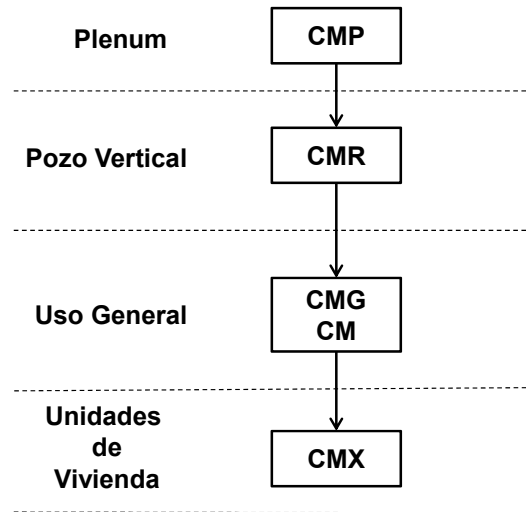 Plenum
CMP
Pozo Vertical
CMR
Uso General
CMG
CM
Unidades
de
Vivienda
CMX